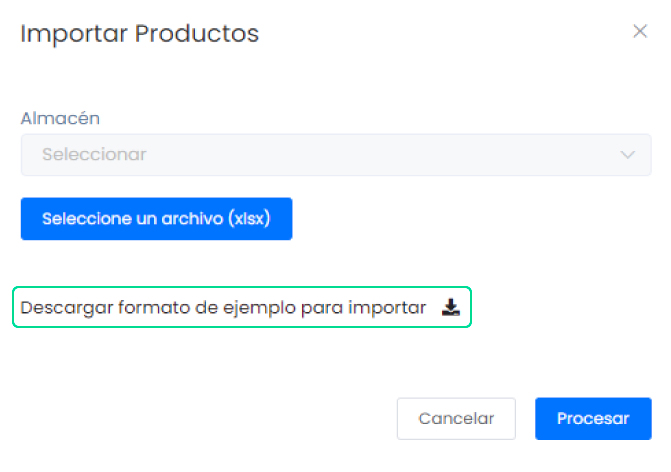 Importar Productos
Almacén
Seleccionar
Seleccione un archivo (xlsx)
Descargar formato de ejemplo para importar
Cancelar
Procesar